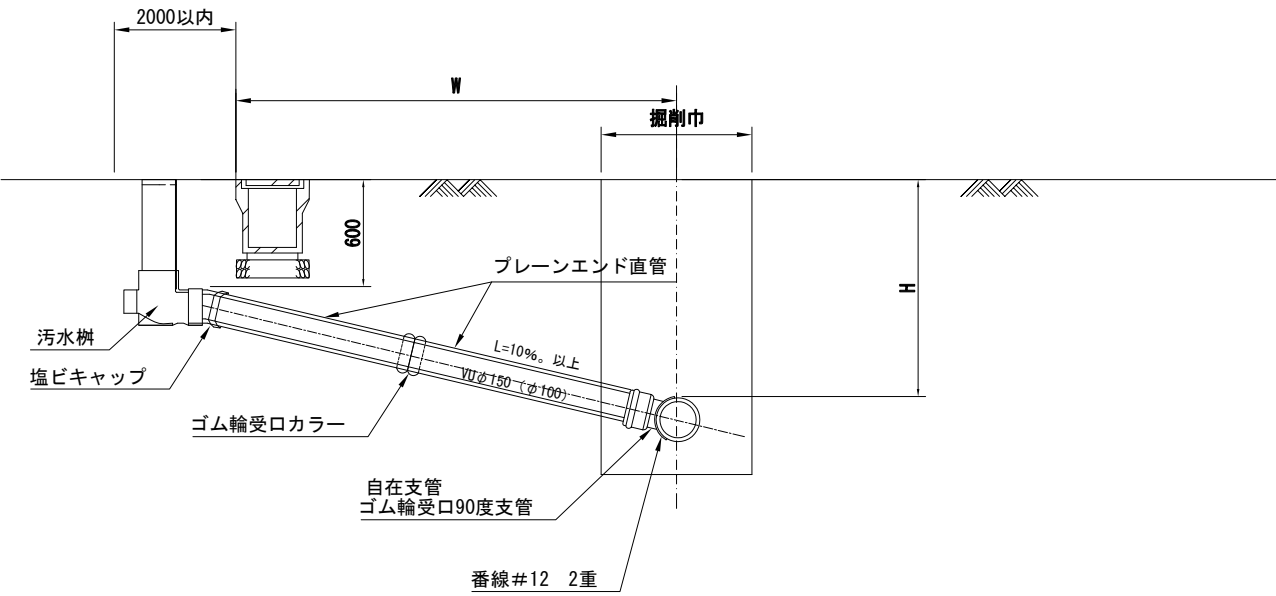 2000以内
W
掘削巾
600
H
プレーンエンド直管
汚水桝
塩ビキャップ
L=10%。以上
VUφ150（φ100）
ゴム輪受口カラー
自在支管
ゴム輪受口90度支管
番線＃12　2重